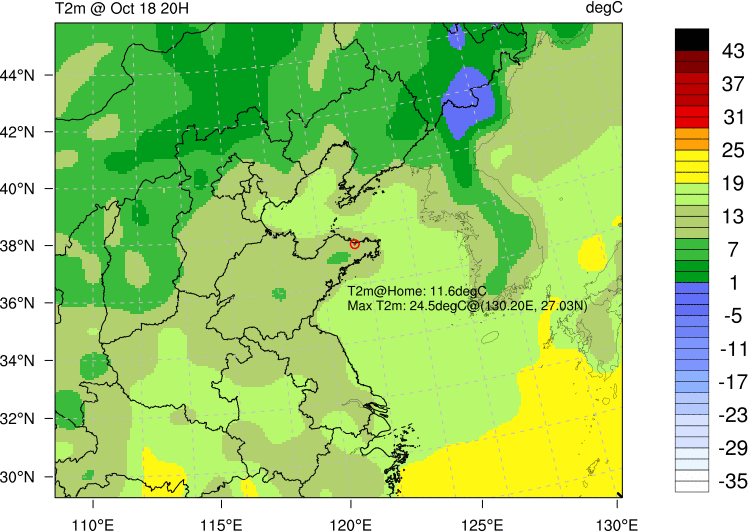 T2m @ Oct 18 20H
degC
44°N
42°N
40°N
38°N
36°N
34°N
32°N
30°N
110°E
115°E
120°E
125°E
130°E
T2m@Home: 11.6degC
Max T2m: 24.5degC@(130.20E, 27.03N)
43
37
31
25
19
13
7
1
-5
-11
-17
-23
-29
-35